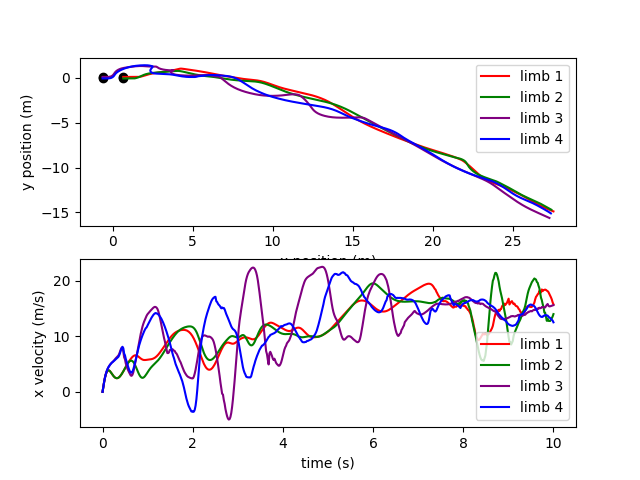 0
−5
−10
−15
y position (m)
limb 1
limb 2
limb 3
limb 4
0 5 10 15 20 25
x position (m)
20
10
0
x velocity (m/s)
limb 1
limb 2
limb 3
limb 4
0 2 4 6 8 10
time (s)